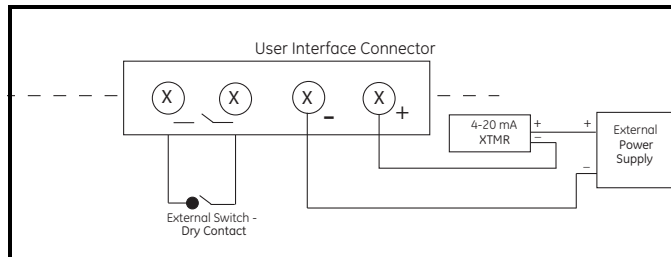 User Interface Connector
X X X X
- +
4-20 mA + + External
XTMR - Power
- Supply
External Switch -
Dry Contact